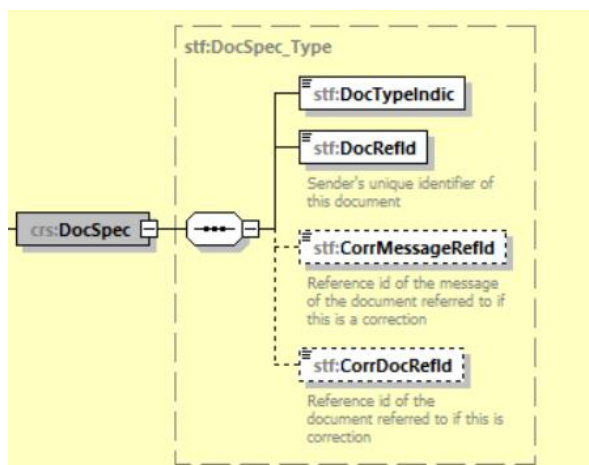 stf:DocSpec_Type
stf:DocTypeIndic
stf:DocRefId
Sender's unique identifier of
this document
crs:DocSpec
stf:CorrMessageRefId
Reference id of the message
of the document referred to if
this is a correction
stf:CorrDocRefId
Reference id of the
document referred to if this is
correction